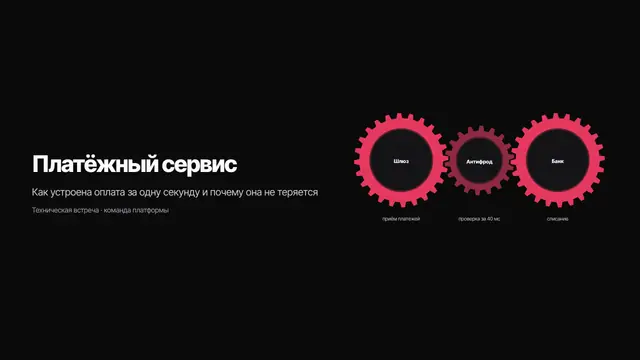 Платёжный сервис
Как устроена оплата за одну секунду и почему она не теряется
Техническая встреча · команда платформы
Шлюз
Антифрод
Банк
приём платежей
проверка за 40 мс
списание